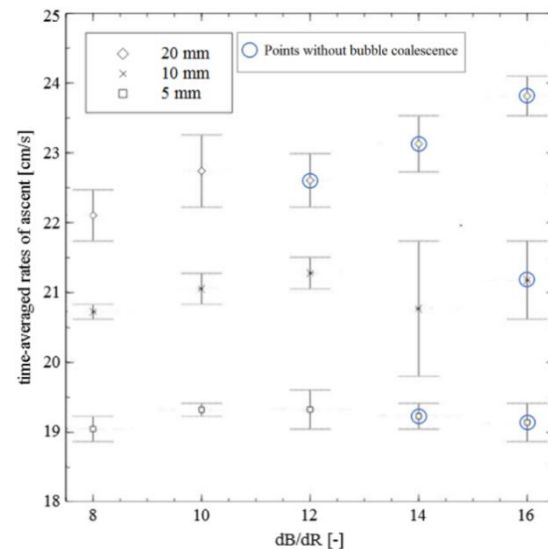 25
24
23
22
21
20
19
18
time-averaged rates of ascent [cm/s]
20 mm
10 mm
5 mm
Points without bubble coalescence
8 10 12 14 16
dB/dR [-]